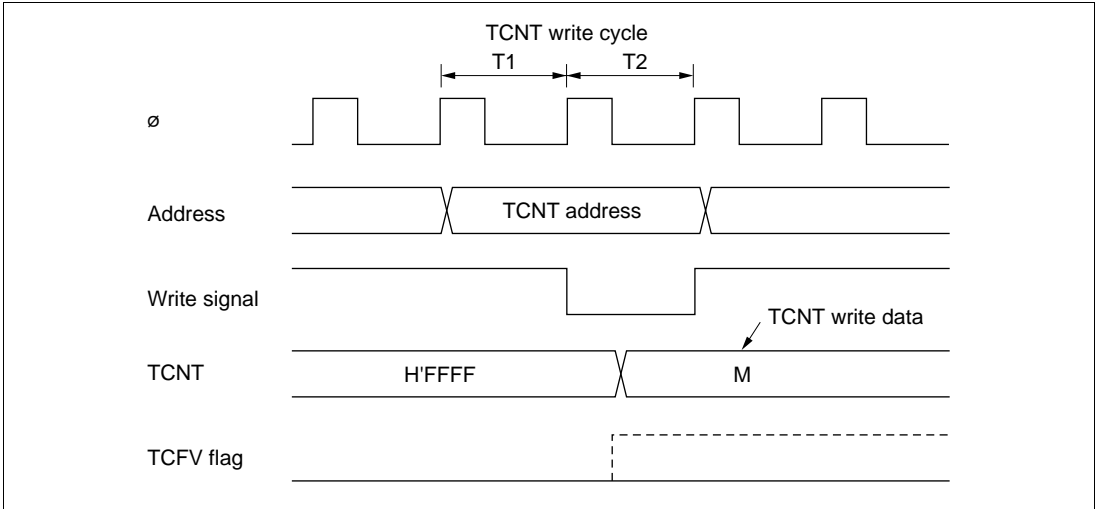 TCNT write cycle
T1 T2
ø
Address
TCNT address
Write signal
TCNT write data
TCNT
H'FFFF
M
TCFV flag